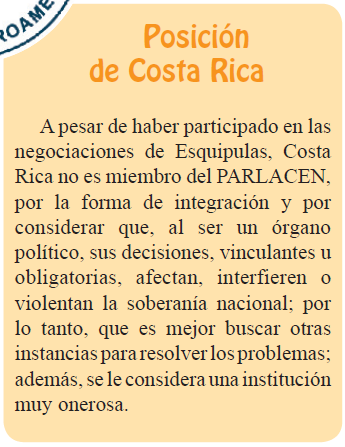 ROAME
Posición
de Costa Rica
A pesar de haber participado en las
negociaciones de Esquipulas, Costa
Rica no es miembro del PARLACEN,
por la forma de integración y por
considerar que, al ser un órgano
político, sus decisiones, vinculantes u
obligatorias, afectan, interfieren o
violentan la soberanía nacional; por
lo tanto, que es mejor buscar otras
instancias para resolver los problemas;
además, se le considera una institución
muy onerosa.